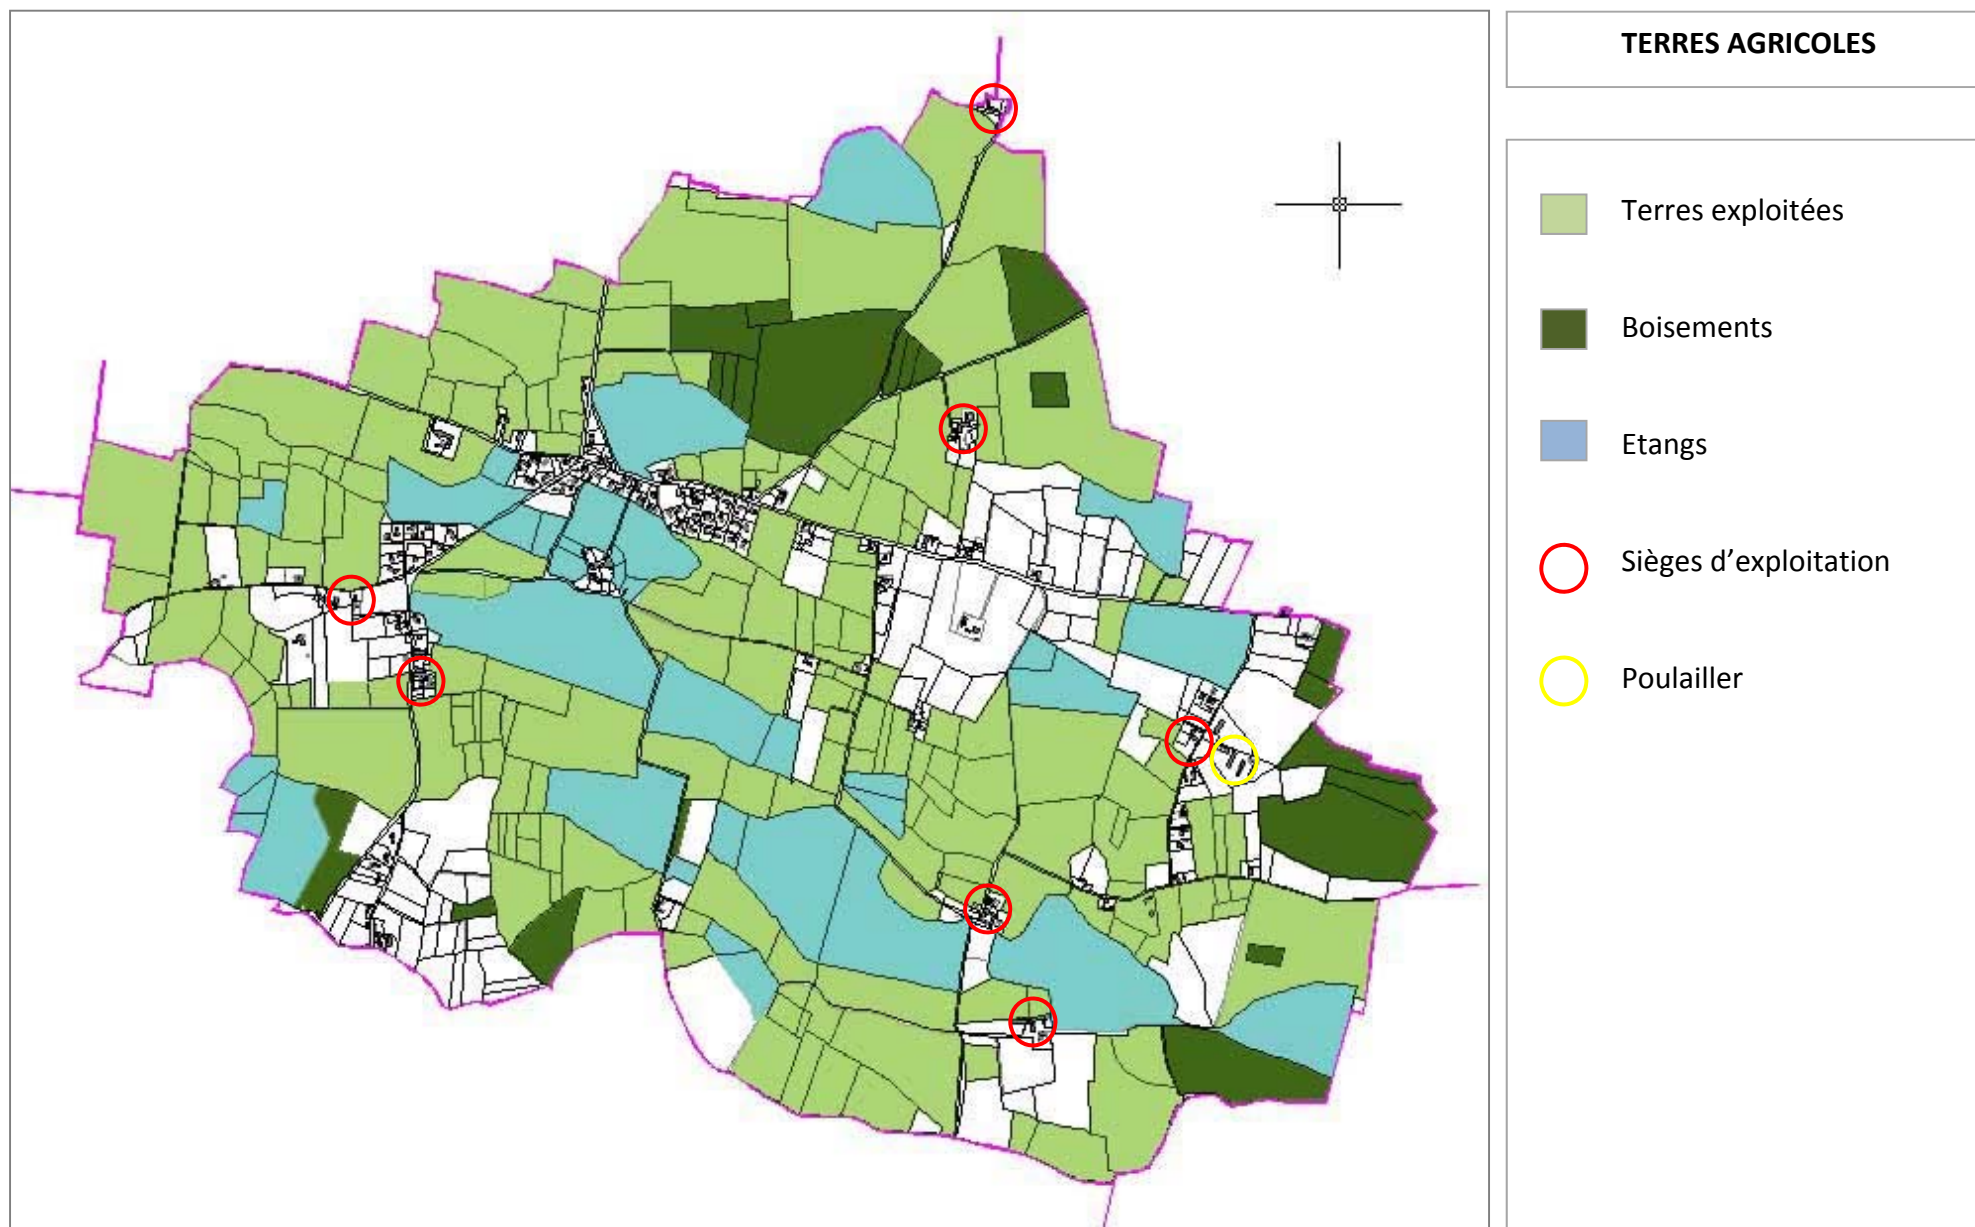 TERRES AGRICOLES
Terres exploitées
Boisements
Etangs
Sièges d’exploitation
Poulailler